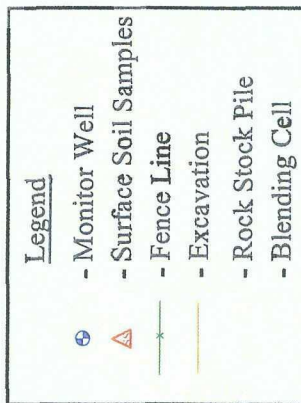 Legend
- Monitor Well
- Surface Soil Samples
- Fence Line
- Excavation
- Rock Stock Pile
- Blending Cell